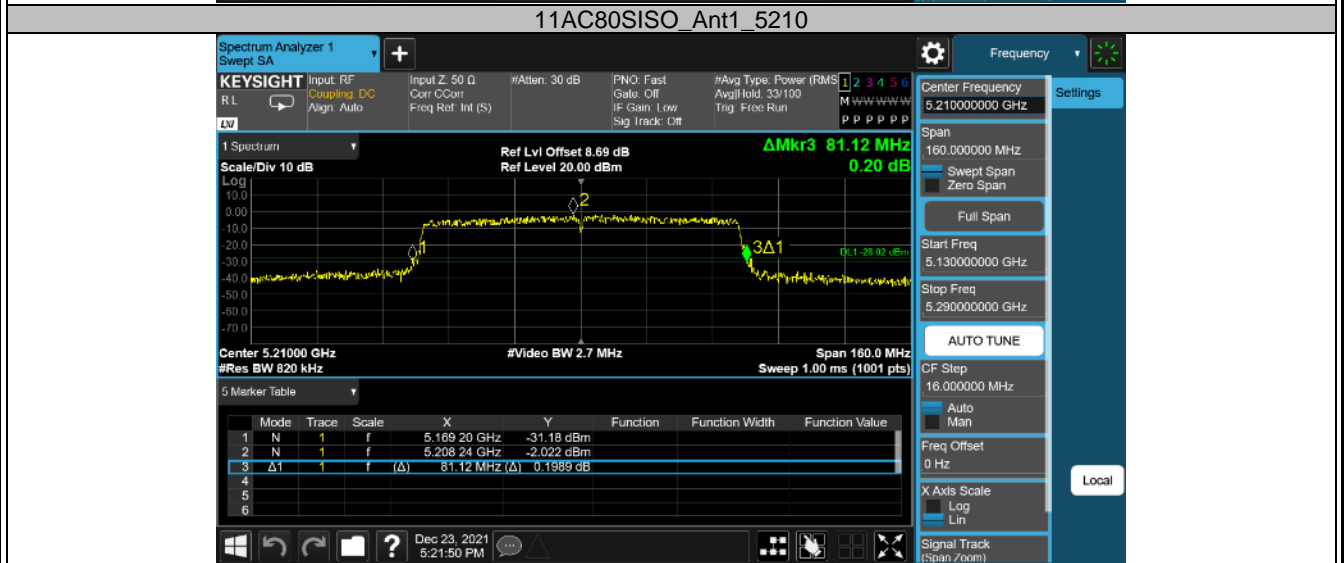 11AC80SISO_Ant1_5210
Spectrum Analyzer 1
Swept SA
+
Frequency
KEYSIGHT Input: RF Input Z: 50 Ω #Atten: 30 dB PNO: Fast #Avg Type: Power (RMS 1 2 3 4 5 6
R L Coupling: DC Corr CCorr Gate: Off Avg|Hold: 33/100 M W W W W W
Align: Auto Freq Ref: Int (S) IF Gain: Low Trig: Free Run
LXI Sig Track: Off P P P P P P
Center Frequency
5.210000000 GHz
Settings
Span
160.000000 MHz
Swept Span
Zero Span
Full Span
Start Freq
5.130000000 GHz
Stop Freq
5.290000000 GHz
AUTO TUNE
CF Step
16.000000 MHz
Auto
Man
Freq Offset
0 Hz
X Axis Scale
Log
Lin
Signal Track
(Span Zoom)
Local
1 Spectrum
Scale/Div 10 dB
Ref Lvl Offset 8.69 dB
Ref Level 20.00 dBm
ΔMkr3 81.12 MHz
0.20 dB
Log
10.0
0.00
-10.0
-20.0
-30.0
-40.0
-50.0
-60.0
-70.0
1
2
3Δ1
DL1 -28.02 dBm
Center 5.21000 GHz #Video BW 2.7 MHz Span 160.0 MHz
#Res BW 820 kHz Sweep 1.00 ms (1001 pts)
5 Marker Table
Mode Trace Scale X Y Function Function Width Function Value
1 N 1 f 5.169 20 GHz -31.18 dBm
2 N 1 f 5.208 24 GHz -2.022 dBm
3 Δ1 1 f (Δ) 81.12 MHz (Δ) 0.1989 dB
4
5
6
?
Dec 23, 2021
5:21:50 PM